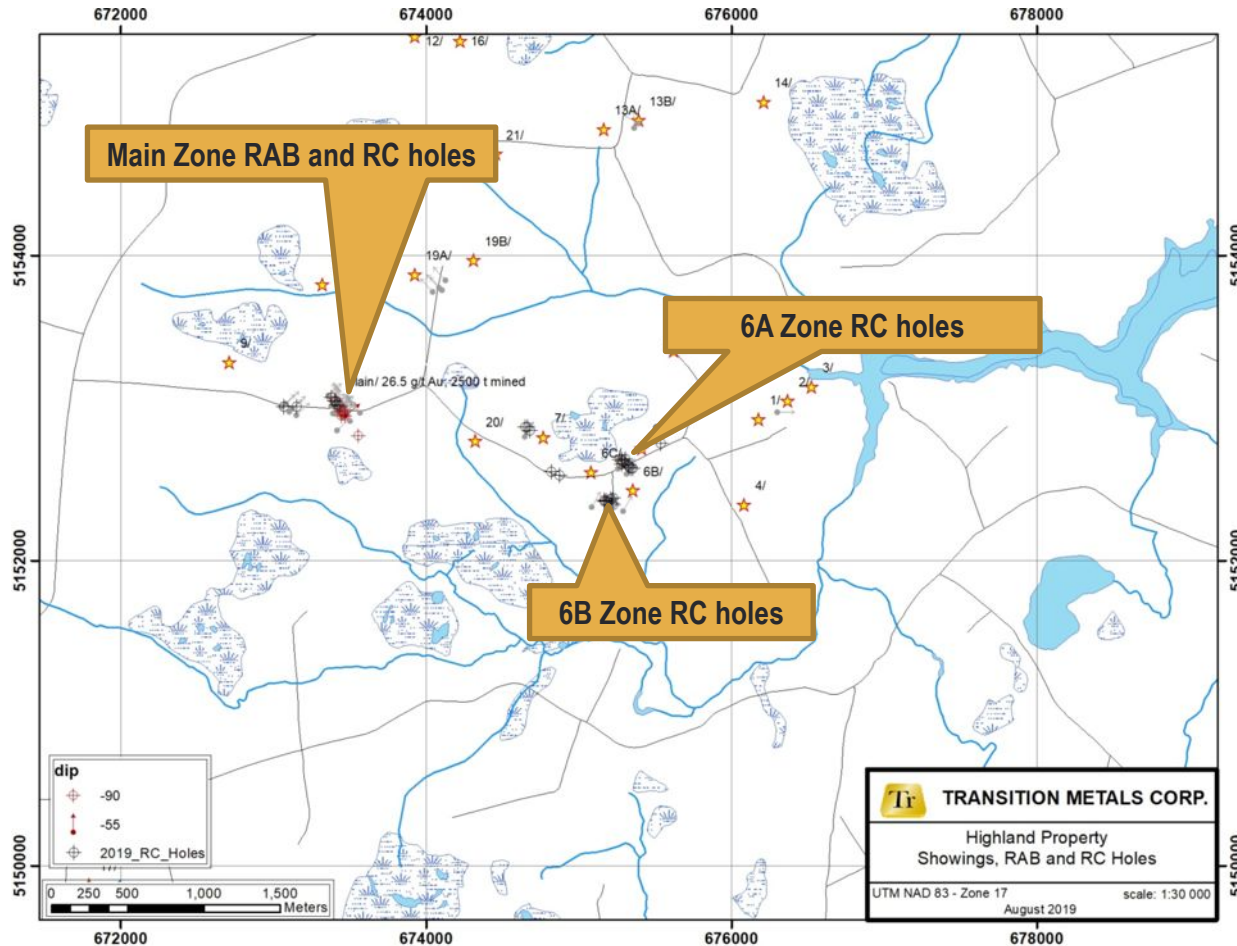 672000
674000
676000
678000
12/
16/
14/
13A/
13B/
21/
Main Zone RAB and RC holes
5154000
5154000
19A/
19B/
6A Zone RC holes
9/
Main/ 26.5 g/t Au; 2500 t mined
3/
2/
1/
20/
7/
6C/
6B/
4/
5152000
5152000
6B Zone RC holes
dip
-90
-55
2019_RC_Holes
Tr
TRANSITION METALS CORP.
Highland Property
Showings, RAB and RC Holes
UTM NAD 83 - Zone 17
scale: 1:30 000
August 2019
5150000
5150000
0 250 500 1,000 1,500
Meters
672000
674000
676000
678000